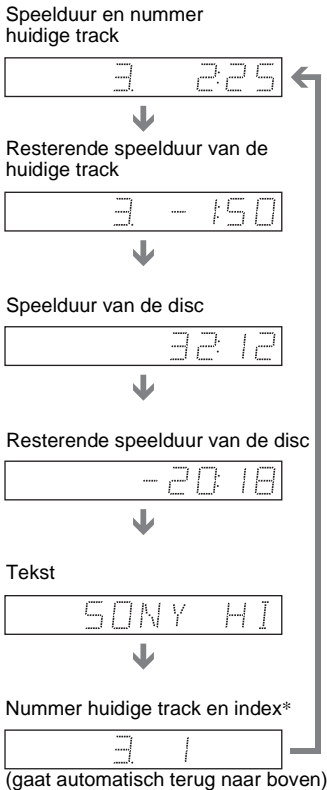 Speelduur en nummer
huidige track
3. 2:25
Resterende speelduur van de
huidige track
3. – 1:50
Speelduur van de disc
32:12
Resterende speelduur van de disc
–20:18
Tekst
SONY HI
Nummer huidige track en index*
3. 1
(gaat automatisch terug naar boven)